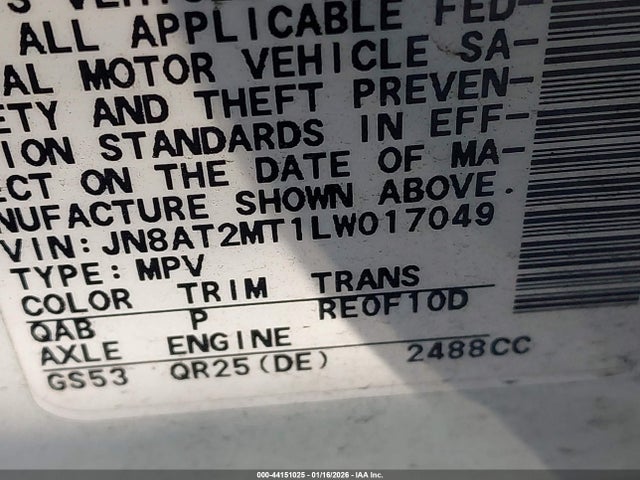 ALL APPLICABLE FED-
AL MOTOR VEHICLE SA-
ETY AND THEFT PREVEN-
ION STANDARDS IN EFF-
ECT ON THE DATE OF MA-
NUFACTURE SHOWN ABOVE.
VIN: JN8AT2MT1LW017049
TYPE: MPV
COLOR TRIM TRANS
QAB P RE0F10D
AXLE ENGINE
GS53 QR25(DE) 2488CC
000-44151025 - 01/16/2026 - IAA Inc.